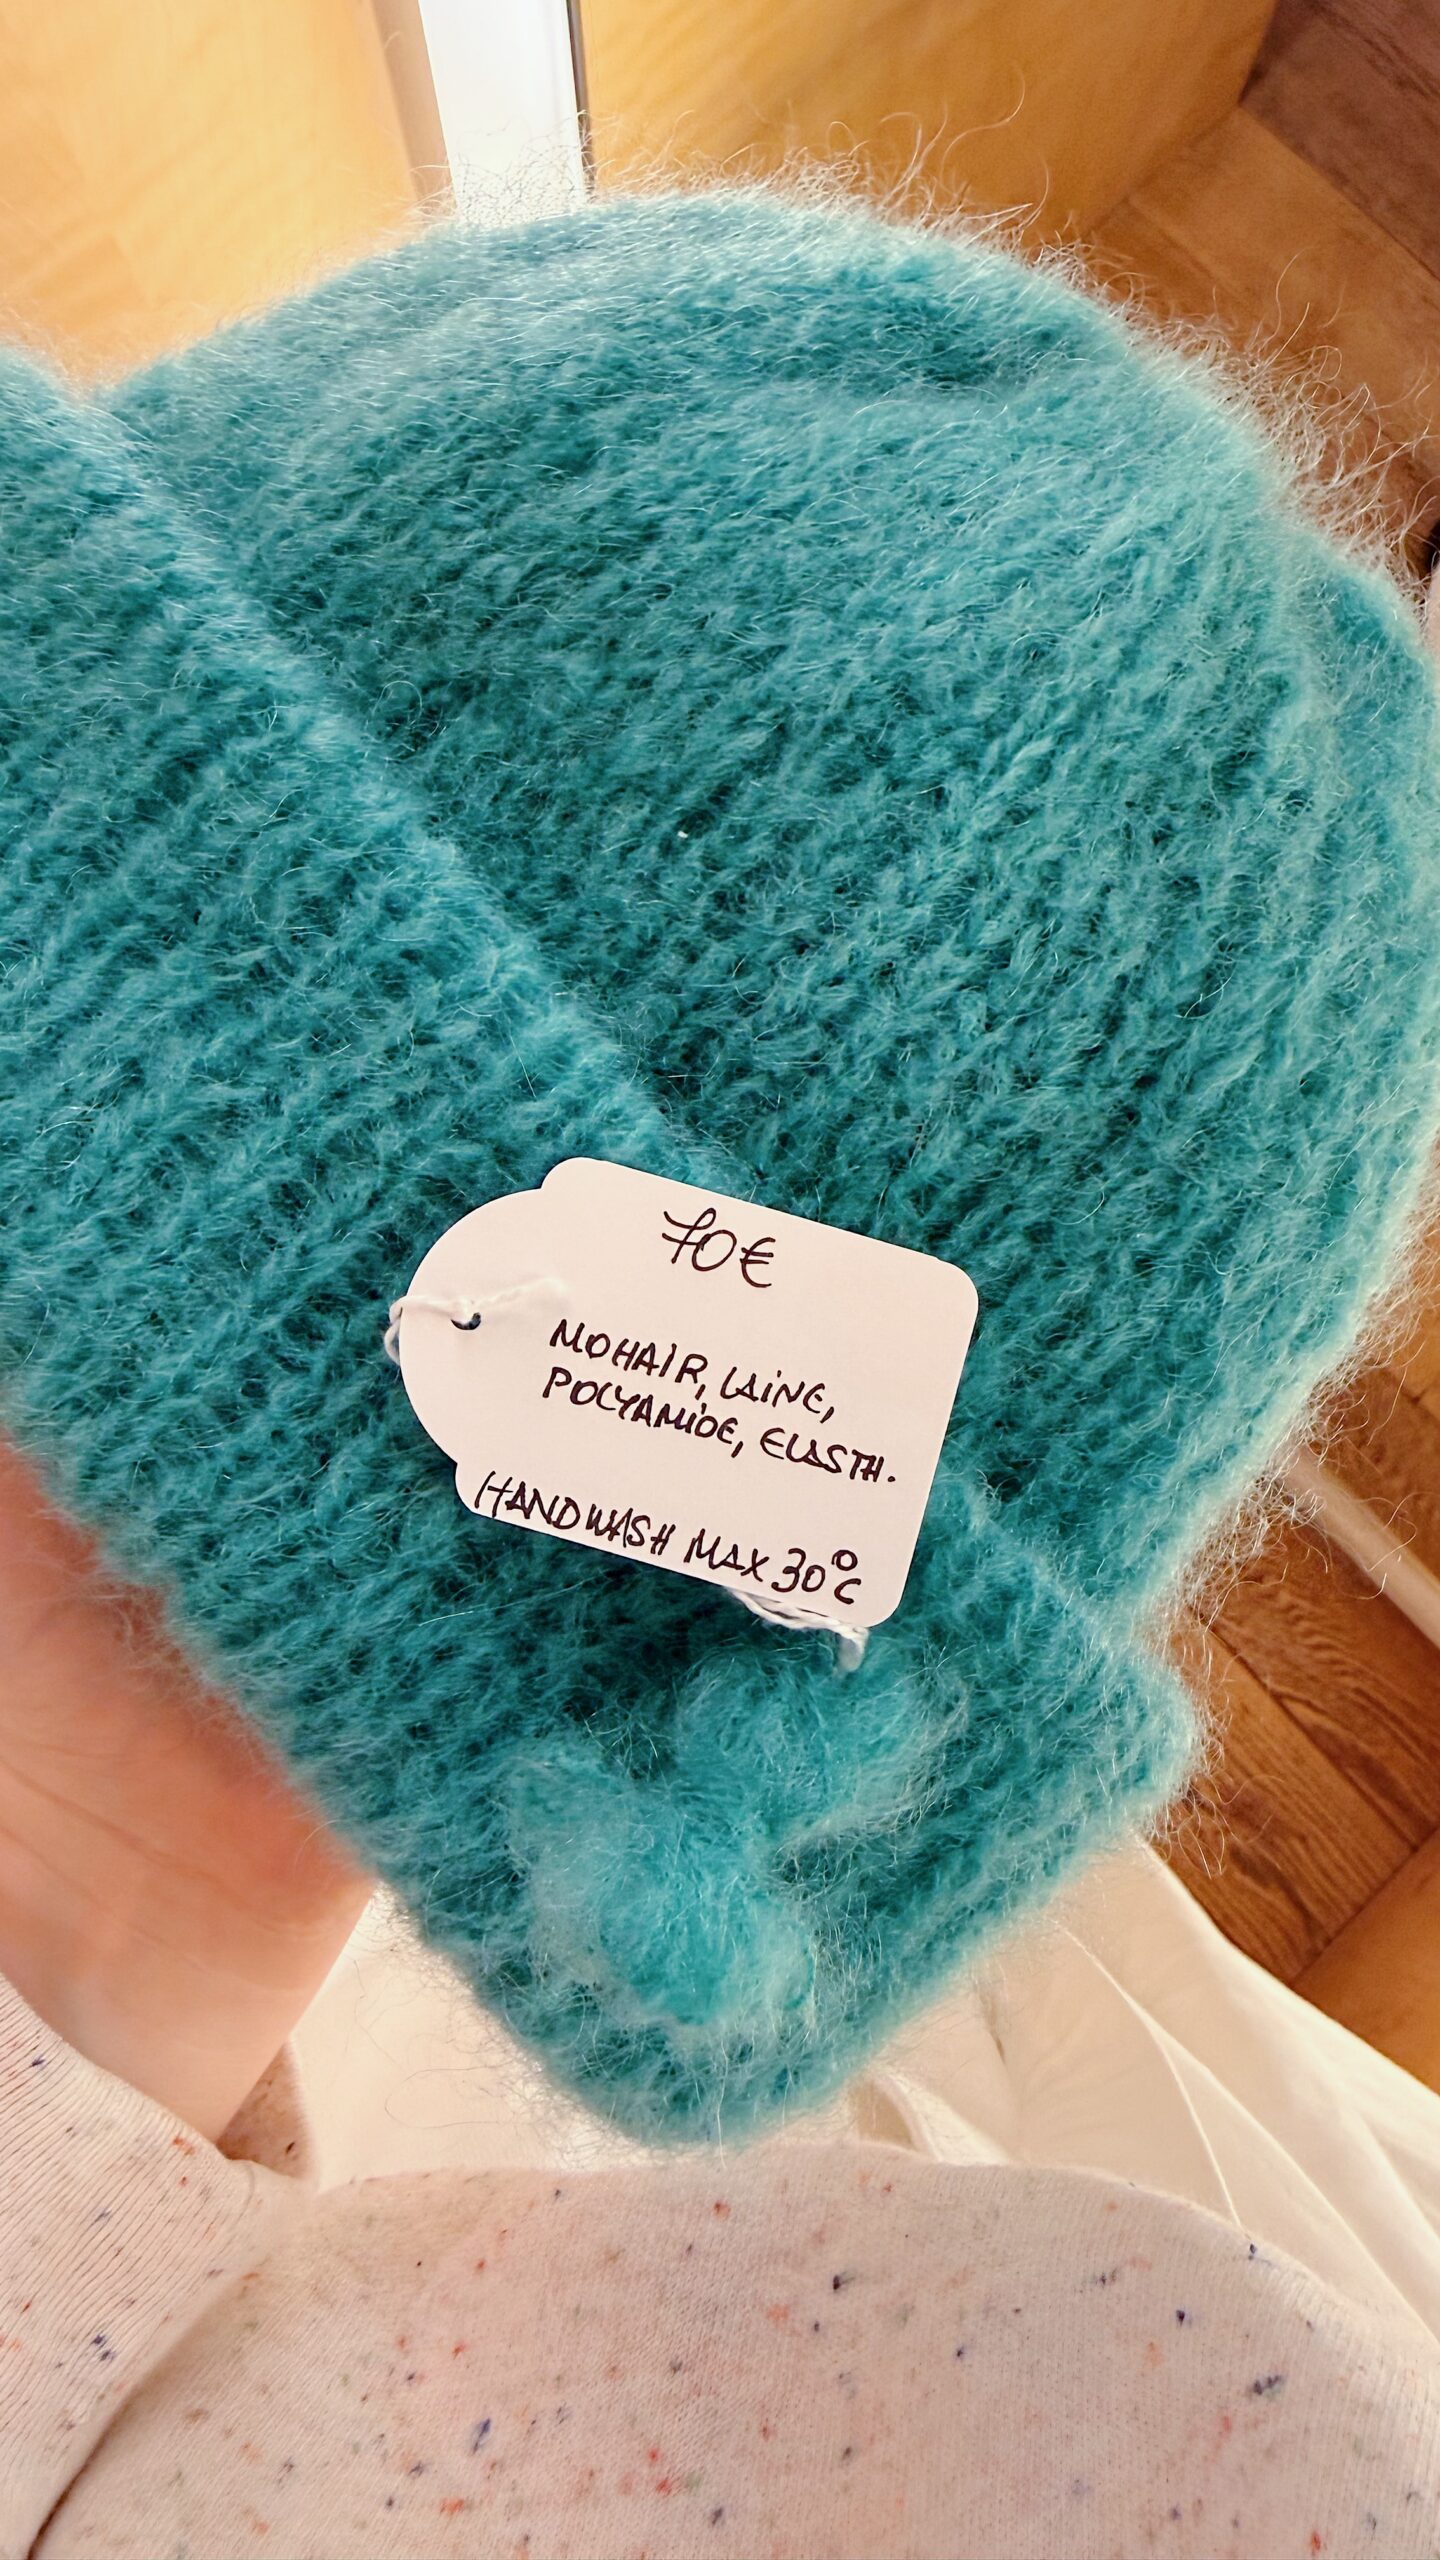 70€
MOHAIR, LAINE,
POLYAMIDE, ELASTH.
HANDWASH MAX 30°C